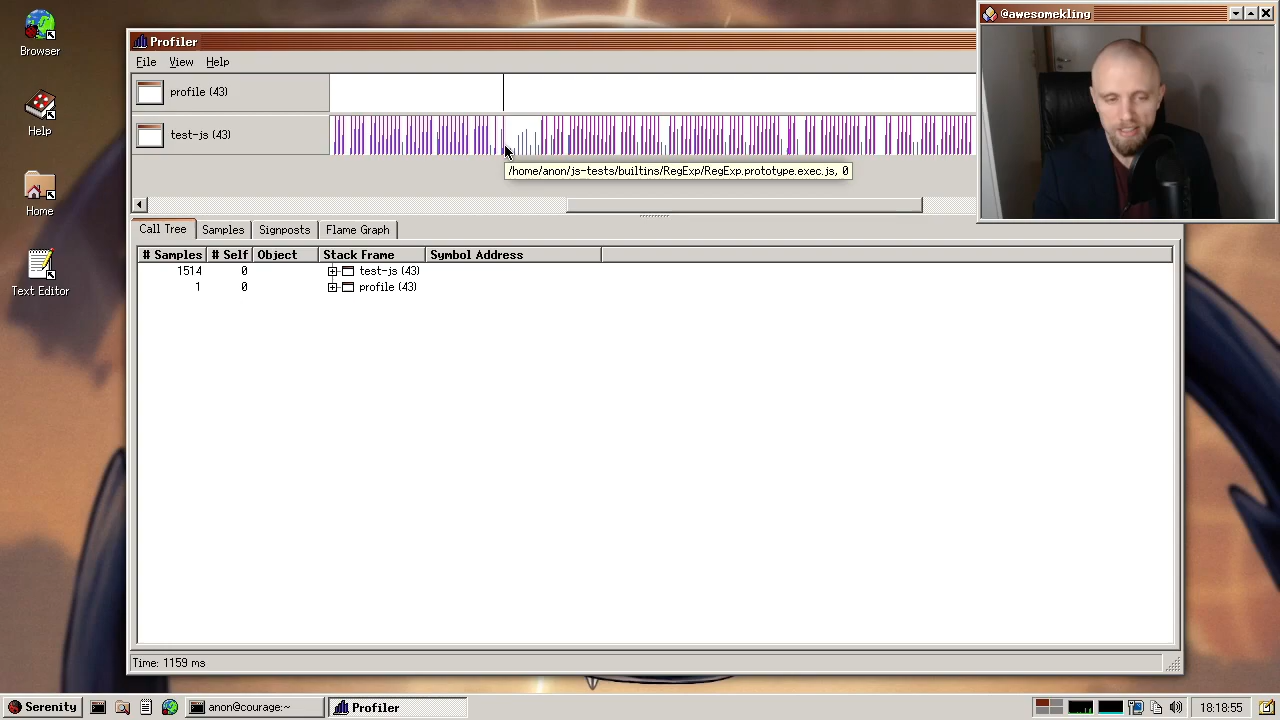 Browser
Help
Home
Text Editor
Profiler
File View Help
profile (43)
test-js (43)
/home/anon/js-tests/builtins/RegExp/RegExp.prototype.exec.js, 0
@awesomekling
Call Tree Samples Signposts Flame Graph
# Samples # Self Object Stack Frame Symbol Address
1514 0 test-js (43)
1 0 profile (43)
Time: 1159 ms
Serenity anon@courage:~ Profiler 18:18:55